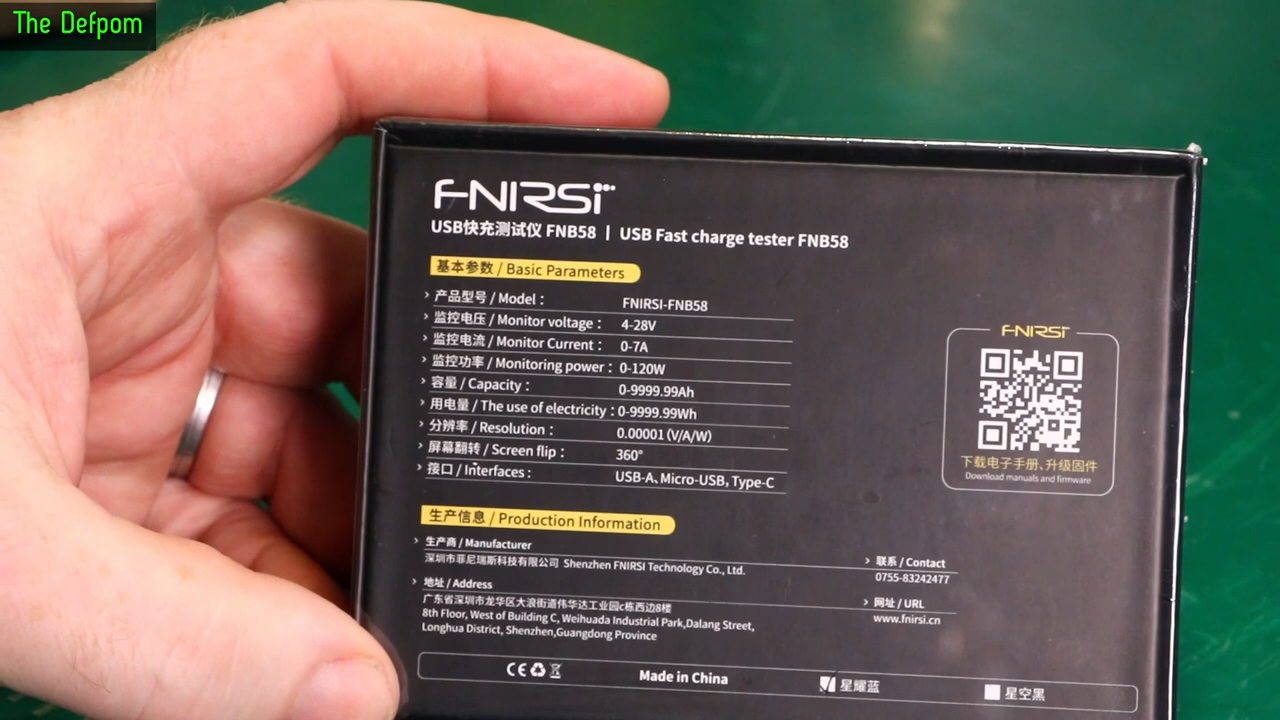 The Defpom
FNIRSI
USB快充测试仪 FNB58 | USB Fast charge tester FNB58
基本参数 / Basic Parameters
产品型号 / Model : FNIRSI-FNB58
监控电压 / Monitor voltage : 4-28V
监控电流 / Monitor Current : 0-7A
监控功率 / Monitoring power : 0-120W
容量 / Capacity : 0-9999.99Ah
用电量 / The use of electricity : 0-9999.99Wh
分辨率 / Resolution : 0.00001 (V/A/W)
屏幕翻转 / Screen flip : 360°
接口 / Interfaces : USB-A、Micro-USB, Type-C
FNIRSI
下载电子手册、升级固件
Download manuals and firmware
生产信息 / Production Information
生产商 / Manufacturer
深圳市菲尼瑞斯科技有限公司 Shenzhen FNIRSI Technology Co., Ltd.
地址 / Address
广东省深圳市龙华区大浪街道伟华达工业园c栋西边8楼
8th Floor, West of Building C, Weihuada Industrial Park,Dalang Street,
Longhua District, Shenzhen,Guangdong Province
联系 / Contact
0755-83242477
网址 / URL
www.fnirsi.cn
CE Made in China 星耀蓝 星空黑